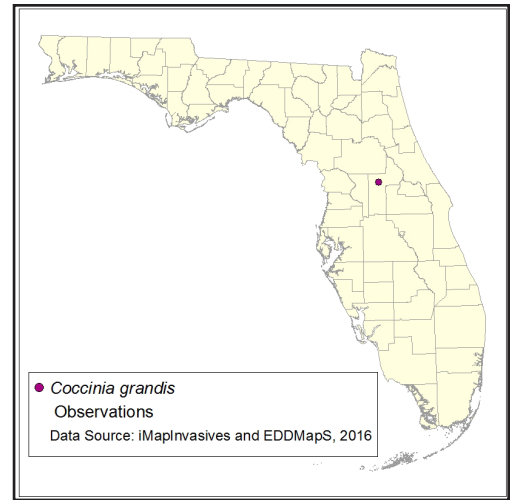 Coccinia grandis
Observations
Data Source: iMapInvasives and EDDMapS, 2016